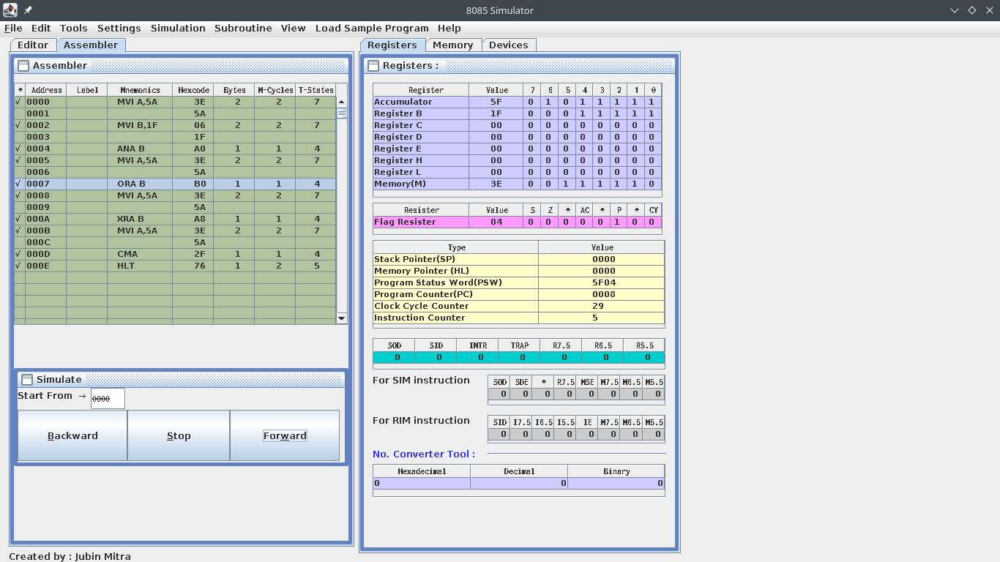 8085 Simulator
File Edit Tools Settings Simulation Subroutine View Load Sample Program Help
Editor Assembler
Assembler
* Address Label Mnemonics Hexcode Bytes M-Cycles T-States
√ 0000 MVI A,5A 3E 2 2 7
0001 5A
√ 0002 MVI B,1F 06 2 2 7
0003 1F
√ 0004 ANA B A0 1 1 4
√ 0005 MVI A,5A 3E 2 2 7
0006 5A
√ 0007 ORA B B0 1 1 4
√ 0008 MVI A,5A 3E 2 2 7
0009 5A
√ 000A XRA B A8 1 1 4
√ 000B MVI A,5A 3E 2 2 7
000C 5A
√ 000D CMA 2F 1 1 4
√ 000E HLT 76 1 2 5
Simulate
Start From → 0000
Backward Stop Forward
Registers Memory Devices
Registers :
Register Value 7 6 5 4 3 2 1 0
Accumulator 5F 0 1 0 1 1 1 1 1
Register B 1F 0 0 0 1 1 1 1 1
Register C 00 0 0 0 0 0 0 0 0
Register D 00 0 0 0 0 0 0 0 0
Register E 00 0 0 0 0 0 0 0 0
Register H 00 0 0 0 0 0 0 0 0
Register L 00 0 0 0 0 0 0 0 0
Memory(M) 3E 0 0 1 1 1 1 1 0
Resister Value S Z * AC * P * CY
Flag Resister 04 0 0 0 0 0 1 0 0
Type Value
Stack Pointer(SP) 0000
Memory Pointer (HL) 0000
Program Status Word(PSW) 5F04
Program Counter(PC) 0008
Clock Cycle Counter 29
Instruction Counter 5
SOD SID INTR TRAP R7.5 R6.5 R5.5
0 0 0 0 0 0 0
For SIM instruction
SOD SDE * R7.5 MSE M7.5 M6.5 M5.5
0 0 0 0 0 0 0 0
For RIM instruction
SID I7.5 I6.5 I5.5 IE M7.5 M6.5 M5.5
0 0 0 0 0 0 0 0
No. Converter Tool :
Hexadecimal Decimal Binary
0 0 0
Created by : Jubin Mitra